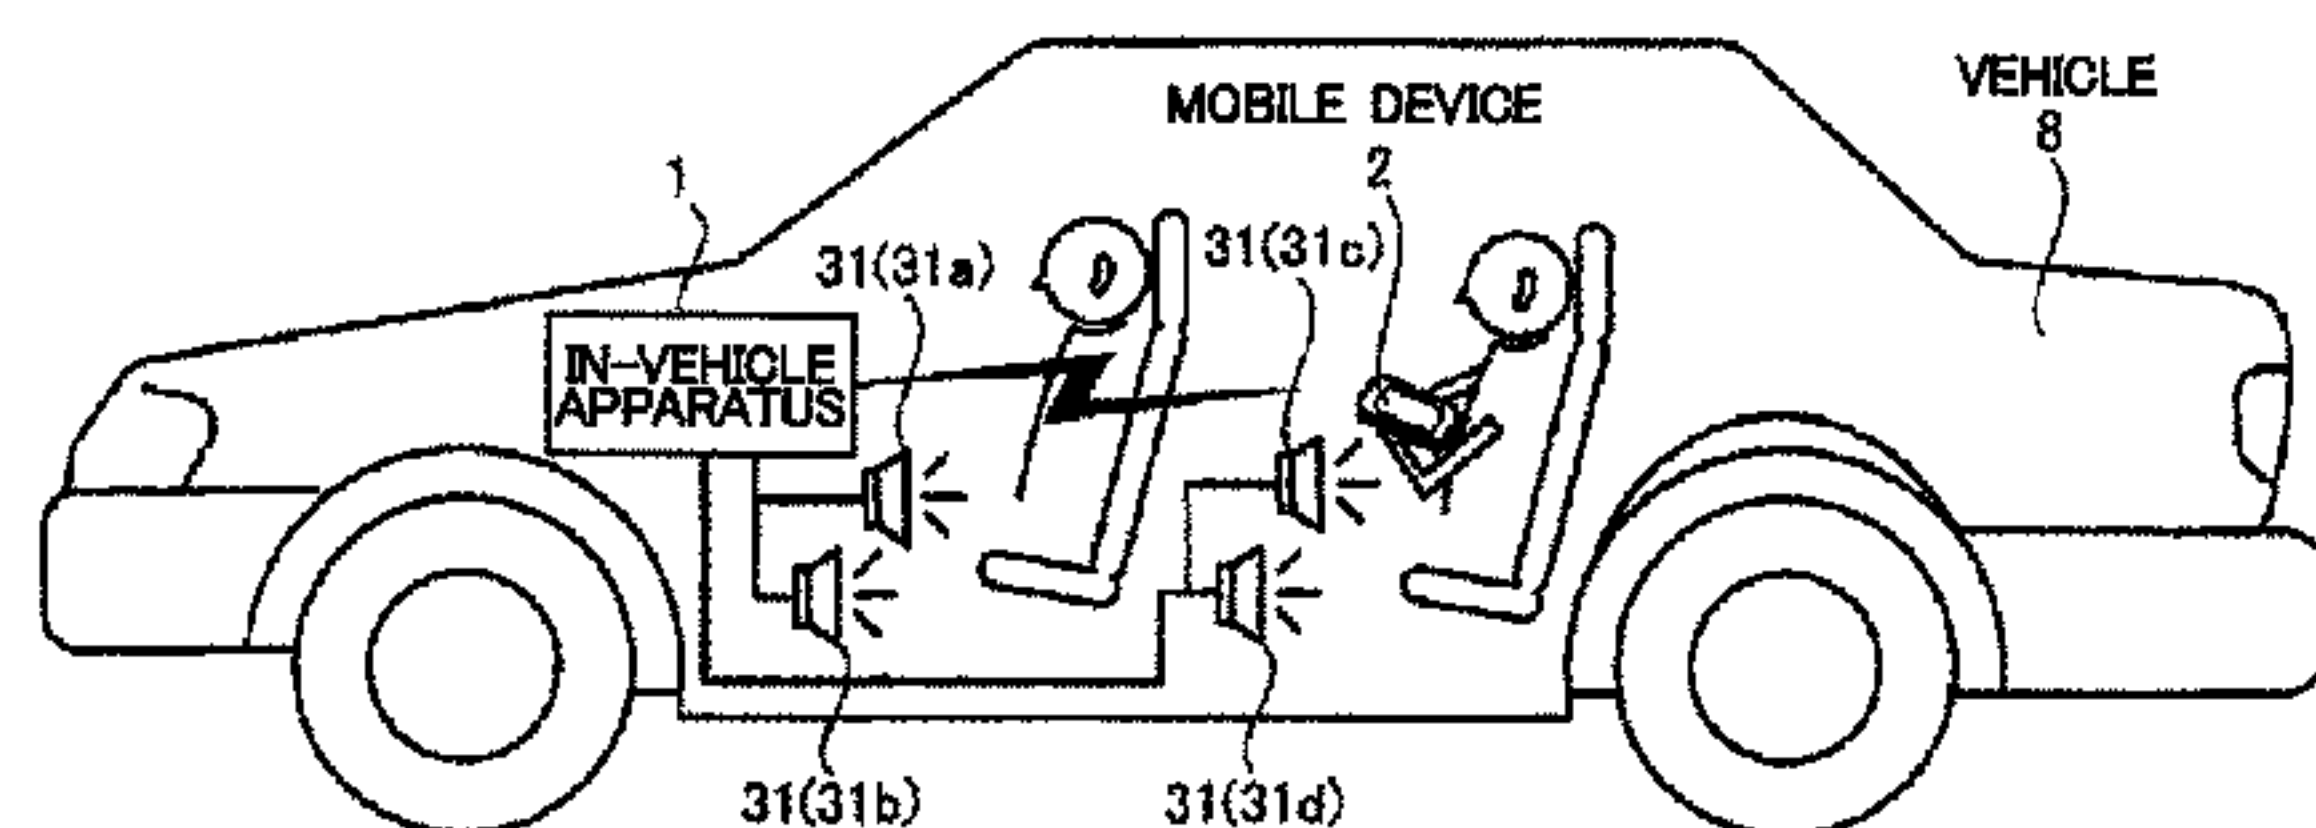 VEHICLE
8
MOBILE DEVICE
2
1
31(31a)
31(31c)
IN-VEHICLE
APPARATUS
31(31b)
31(31d)